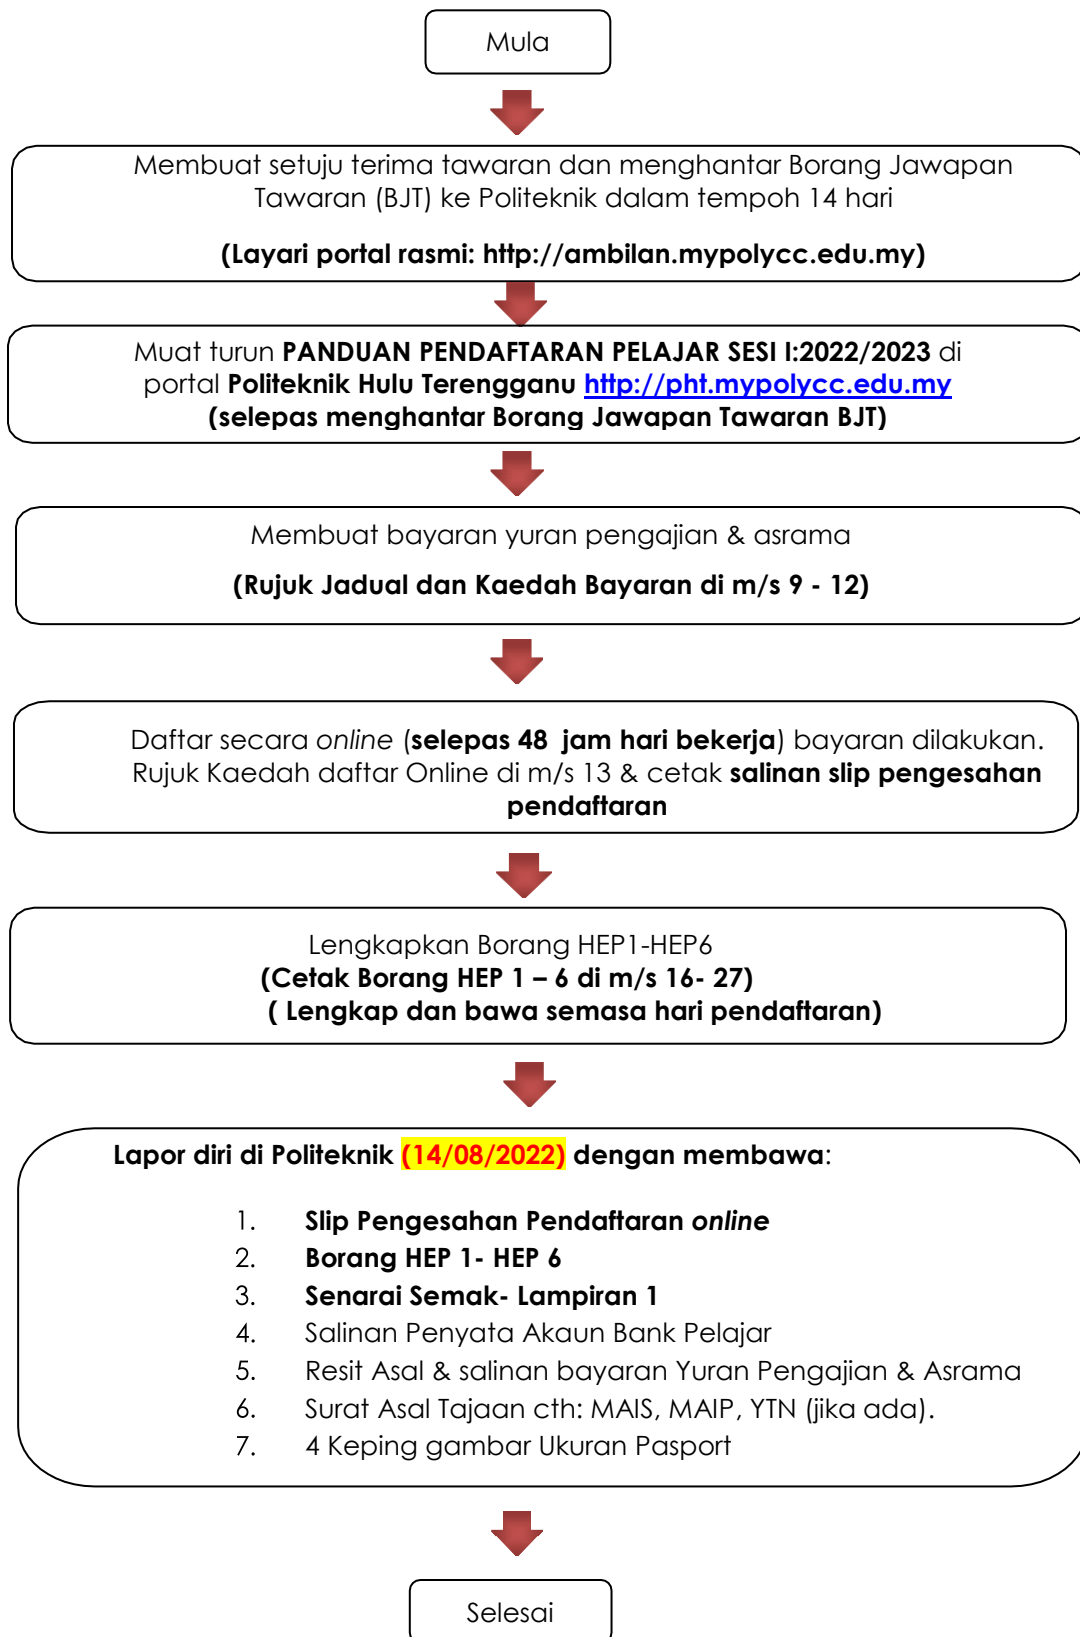 Mula
Membuat setuju terima tawaran dan menghantar Borang Jawapan
Tawaran (BJT) ke Politeknik dalam tempoh 14 hari
(Layari portal rasmi: http://ambilan.mypolycc.edu.my)
Muat turun PANDUAN PENDAFTARAN PELAJAR SESI I:2022/2023 di
portal Politeknik Hulu Terengganu http://pht.mypolycc.edu.my
(selepas menghantar Borang Jawapan Tawaran BJT)
Membuat bayaran yuran pengajian & asrama
(Rujuk Jadual dan Kaedah Bayaran di m/s 9 - 12)
Daftar secara online (selepas 48  jam hari bekerja) bayaran dilakukan.
Rujuk Kaedah daftar Online di m/s 13 & cetak salinan slip pengesahan
pendaftaran
Lengkapkan Borang HEP1-HEP6
(Cetak Borang HEP 1 – 6 di m/s 16- 27)
( Lengkap dan bawa semasa hari pendaftaran)
Lapor diri di Politeknik (14/08/2022) dengan membawa:
1. Slip Pengesahan Pendaftaran online
2. Borang HEP 1- HEP 6
3. Senarai Semak- Lampiran 1
4. Salinan Penyata Akaun Bank Pelajar
5. Resit Asal & salinan bayaran Yuran Pengajian & Asrama
6. Surat Asal Tajaan cth: MAIS, MAIP, YTN (jika ada).
7. 4 Keping gambar Ukuran Pasport
Selesai